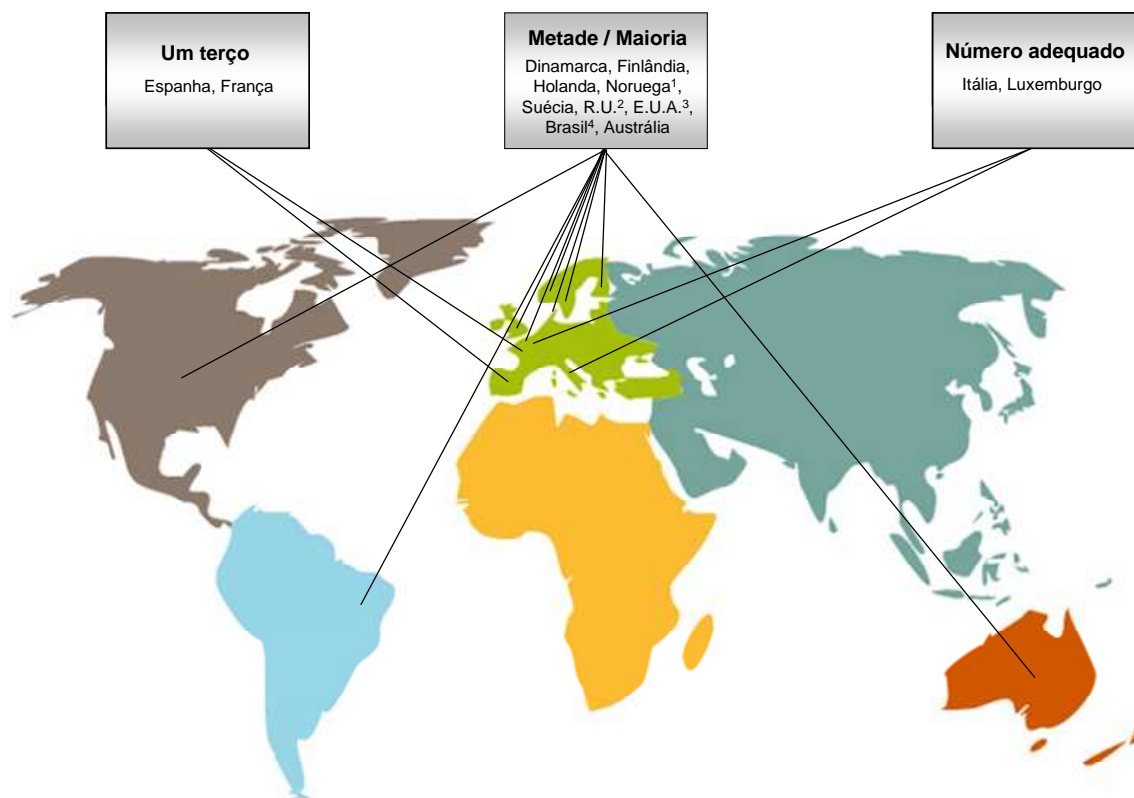 Um terço
Espanha, França
Metade / Maioria
Dinamarca, Finlândia,
Holanda, Noruega¹,
Suécia, R.U.², E.U.A.³,
Brasil⁴, Austrália
Número adequado
Itália, Luxemburgo